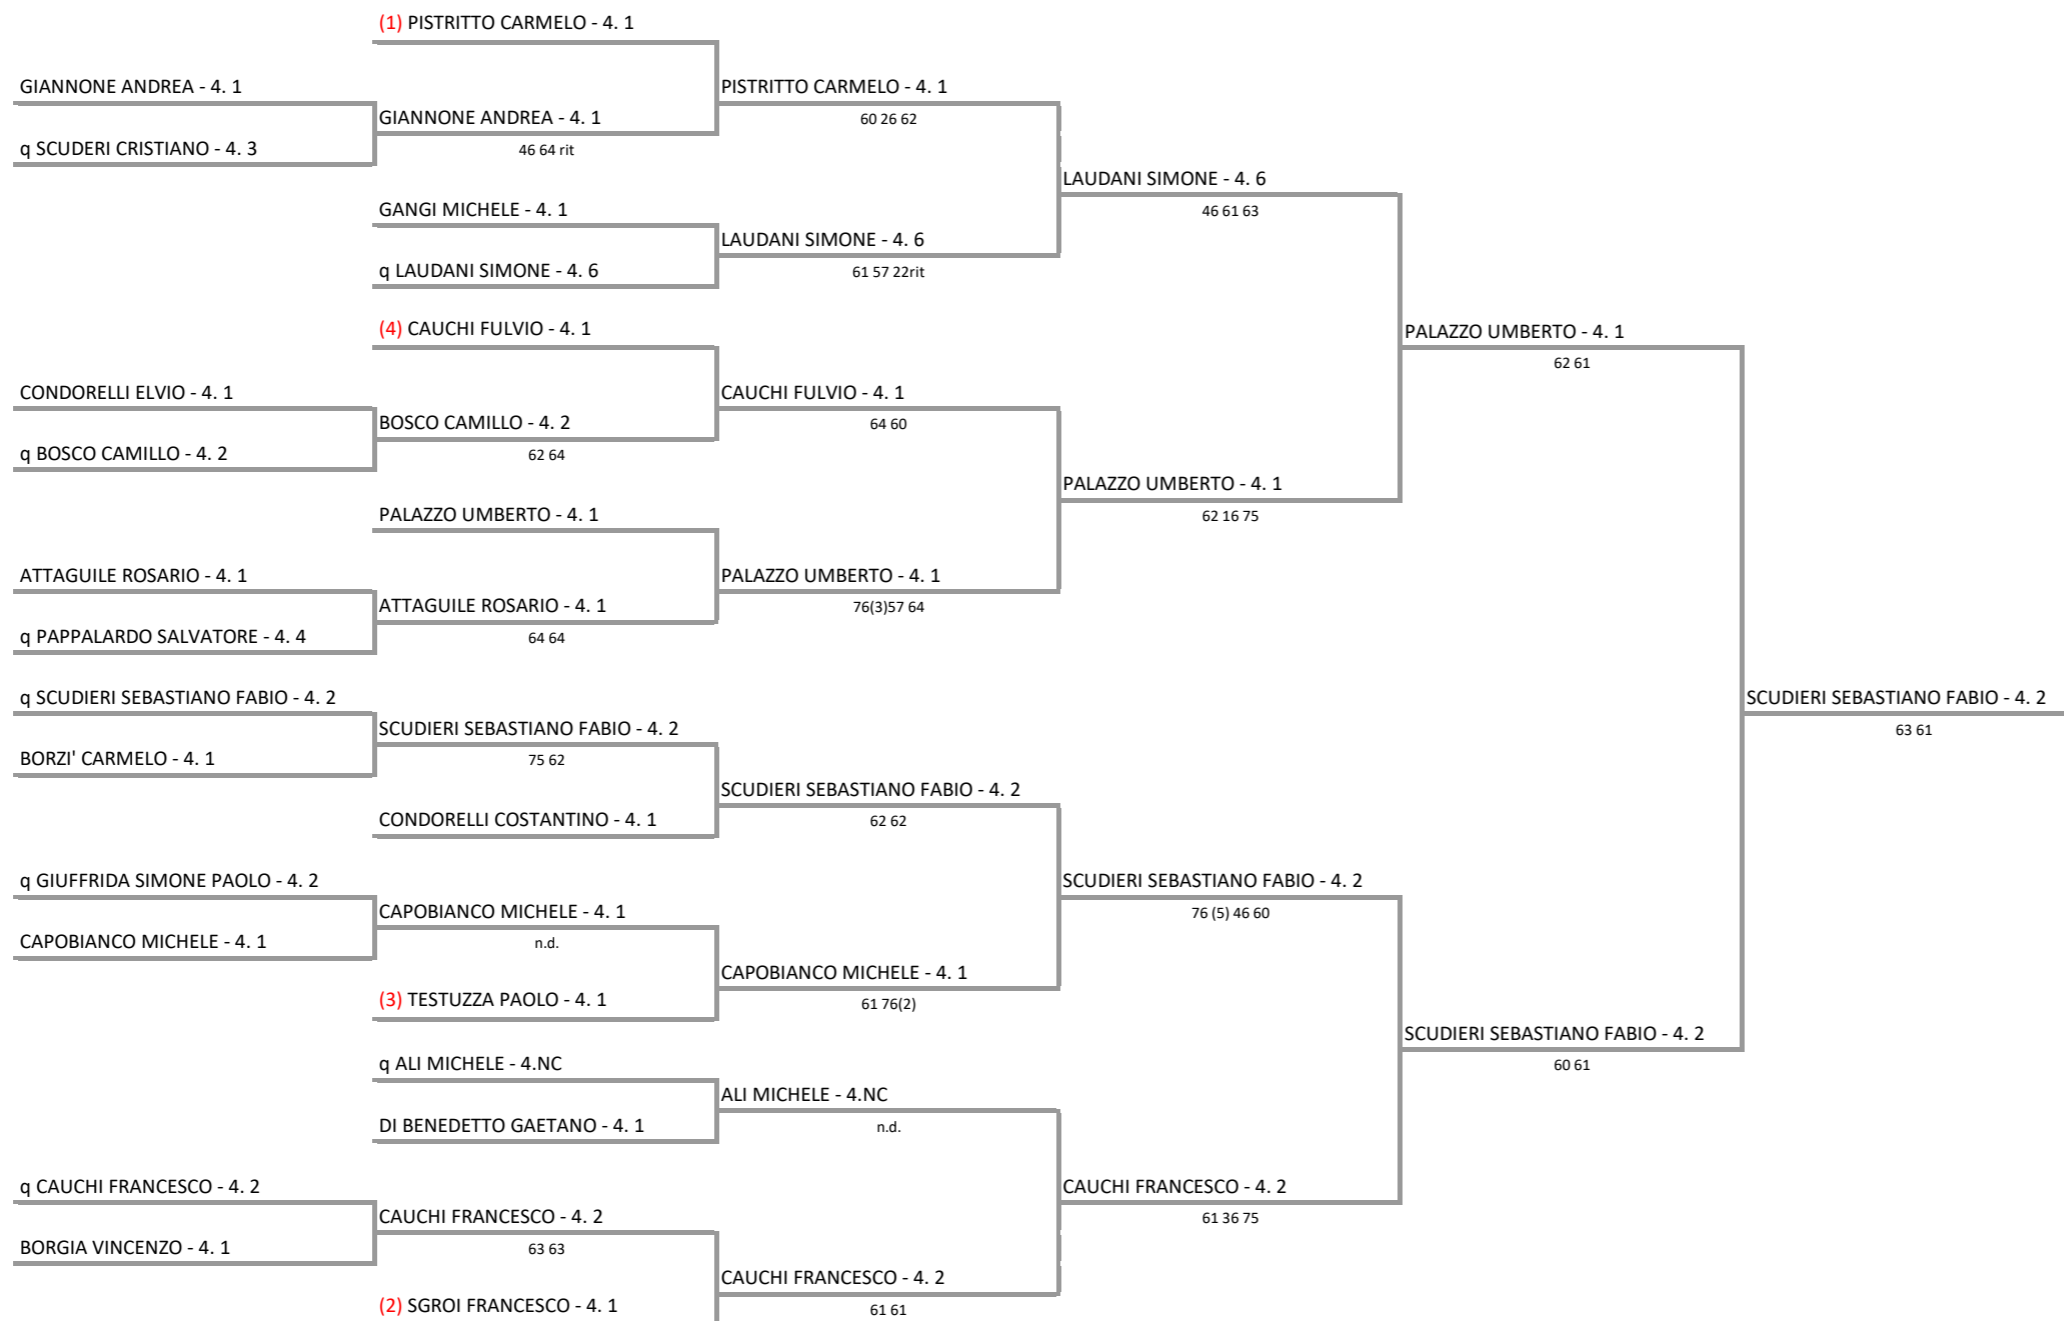 (1) PISTRITTO CARMELO - 4. 1
GIANNONE ANDREA - 4. 1
PISTRITTO CARMELO - 4. 1
GIANNONE ANDREA - 4. 1
60 26 62
q SCUDERI CRISTIANO - 4. 3
46 64 rit
LAUDANI SIMONE - 4. 6
GANGI MICHELE - 4. 1
46 61 63
LAUDANI SIMONE - 4. 6
q LAUDANI SIMONE - 4. 6
61 57 22rit
(4) CAUCHI FULVIO - 4. 1
PALAZZO UMBERTO - 4. 1
62 61
CONDORELLI ELVIO - 4. 1
CAUCHI FULVIO - 4. 1
BOSCO CAMILLO - 4. 2
64 60
q BOSCO CAMILLO - 4. 2
62 64
PALAZZO UMBERTO - 4. 1
PALAZZO UMBERTO - 4. 1
62 16 75
ATTAGUILE ROSARIO - 4. 1
PALAZZO UMBERTO - 4. 1
ATTAGUILE ROSARIO - 4. 1
76(3)57 64
q PAPPALARDO SALVATORE - 4. 4
64 64
q SCUDIERI SEBASTIANO FABIO - 4. 2
SCUDIERI SEBASTIANO FABIO - 4. 2
SCUDIERI SEBASTIANO FABIO - 4. 2
63 61
BORZI' CARMELO - 4. 1
75 62
SCUDIERI SEBASTIANO FABIO - 4. 2
CONDORELLI COSTANTINO - 4. 1
62 62
q GIUFFRIDA SIMONE PAOLO - 4. 2
SCUDIERI SEBASTIANO FABIO - 4. 2
CAPOBIANCO MICHELE - 4. 1
76 (5) 46 60
CAPOBIANCO MICHELE - 4. 1
n.d.
CAPOBIANCO MICHELE - 4. 1
(3) TESTUZZA PAOLO - 4. 1
61 76(2)
SCUDIERI SEBASTIANO FABIO - 4. 2
q ALI MICHELE - 4.NC
60 61
ALI MICHELE - 4.NC
DI BENEDETTO GAETANO - 4. 1
n.d.
q CAUCHI FRANCESCO - 4. 2
CAUCHI FRANCESCO - 4. 2
CAUCHI FRANCESCO - 4. 2
61 36 75
BORGIA VINCENZO - 4. 1
63 63
CAUCHI FRANCESCO - 4. 2
(2) SGROI FRANCESCO - 4. 1
61 61